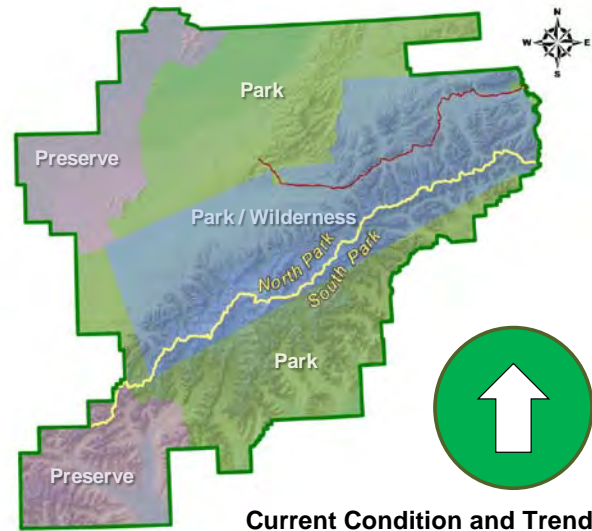 N
W E
S
Park
Preserve
Park / Wilderness
North Park
South Park
Park
Preserve
Current Condition and Trend